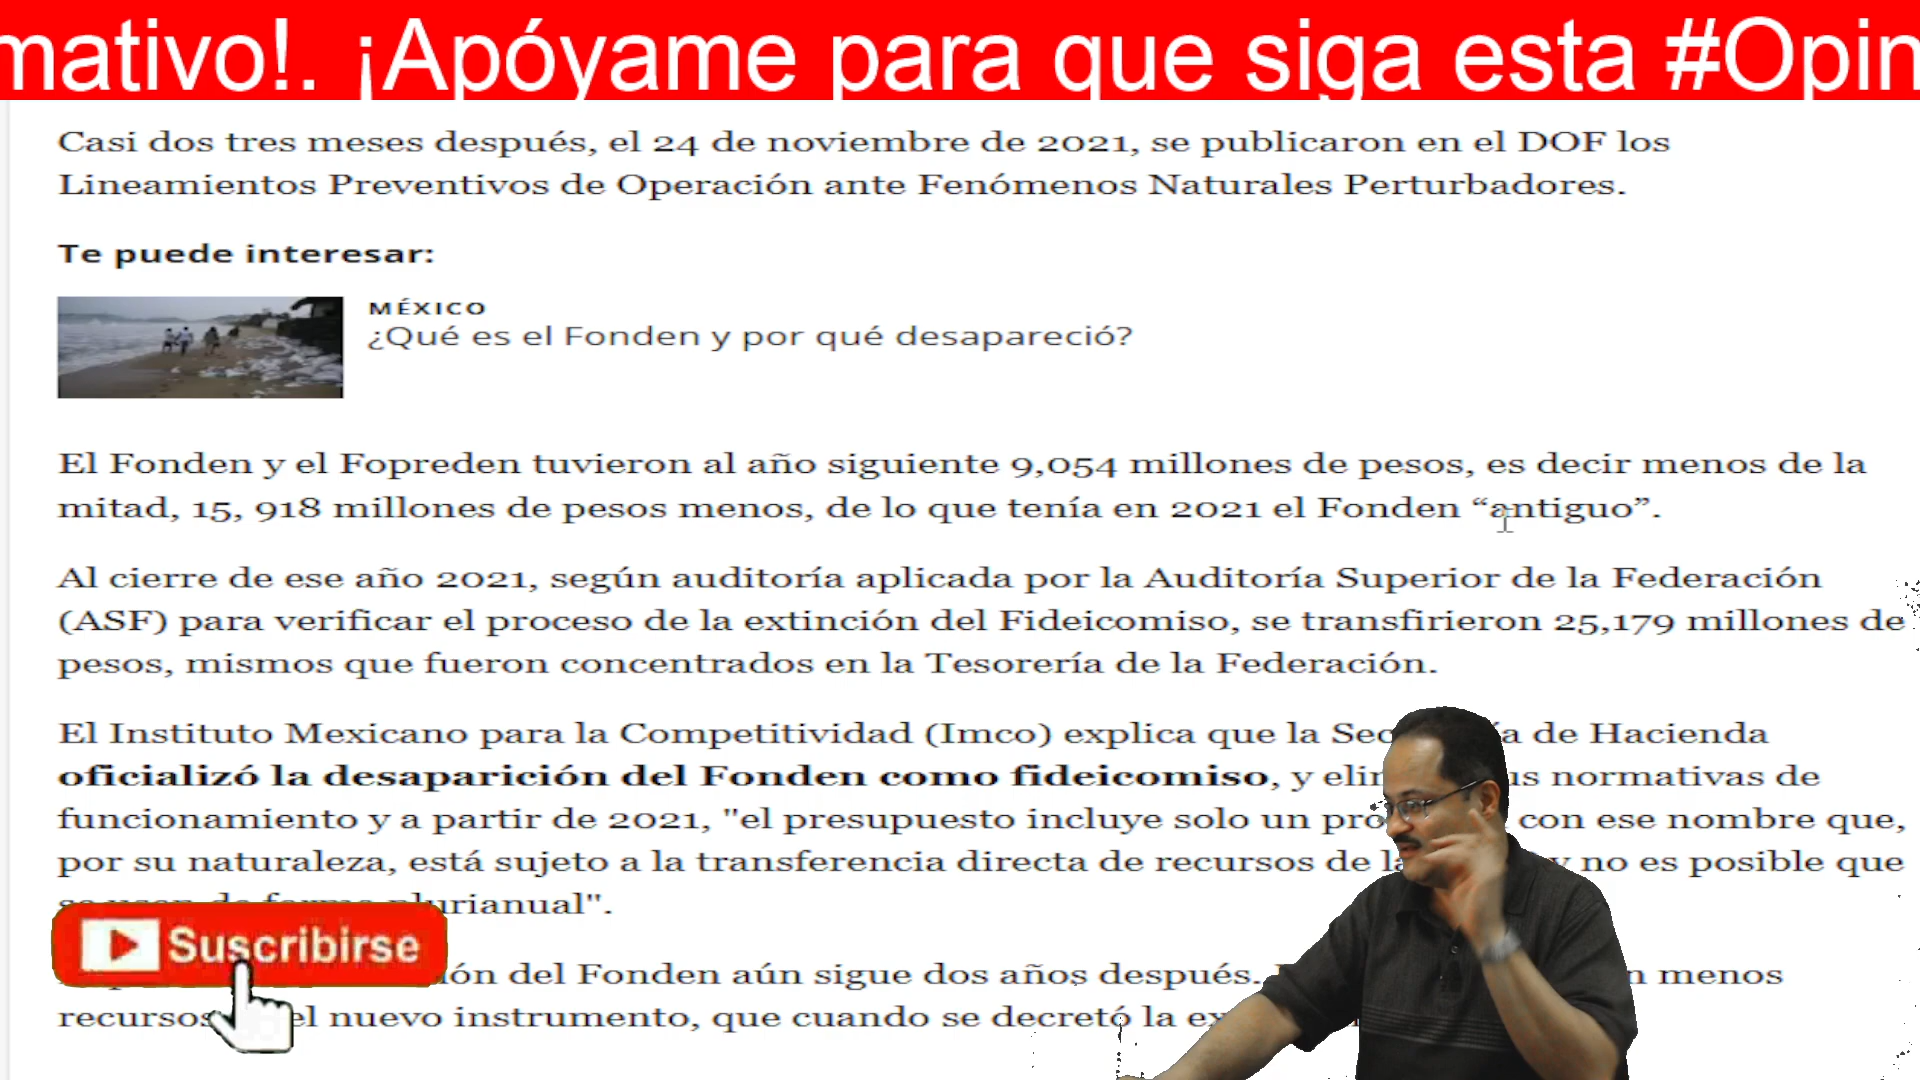 mativo!. ¡Apóyame para que siga esta #Opin
Casi dos tres meses después, el 24 de noviembre de 2021, se publicaron en el DOF los
Lineamientos Preventivos de Operación ante Fenómenos Naturales Perturbadores.
Te puede interesar:
MÉXICO
¿Qué es el Fonden y por qué desapareció?
El Fonden y el Fopreden tuvieron al año siguiente 9,054 millones de pesos, es decir menos de la
mitad, 15, 918 millones de pesos menos, de lo que tenía en 2021 el Fonden “antiguo”.
Al cierre de ese año 2021, según auditoría aplicada por la Auditoría Superior de la Federación
(ASF) para verificar el proceso de la extinción del Fideicomiso, se transfirieron 25,179 millones de
pesos, mismos que fueron concentrados en la Tesorería de la Federación.
El Instituto Mexicano para la Competitividad (Imco) explica que la de Hacienda
oficializó la desaparición del Fonden como fideicomiso, y normativas de
funcionamiento y a partir de 2021, "el presupuesto incluye solo un con ese nombre que,
por su naturaleza, está sujeto a la transferencia directa de recursos de y no es posible que
se usen de forma plurianual".
Suscribirse
del Fonden aún sigue dos años después. menos
recursos el nuevo instrumento, que cuando se decretó la